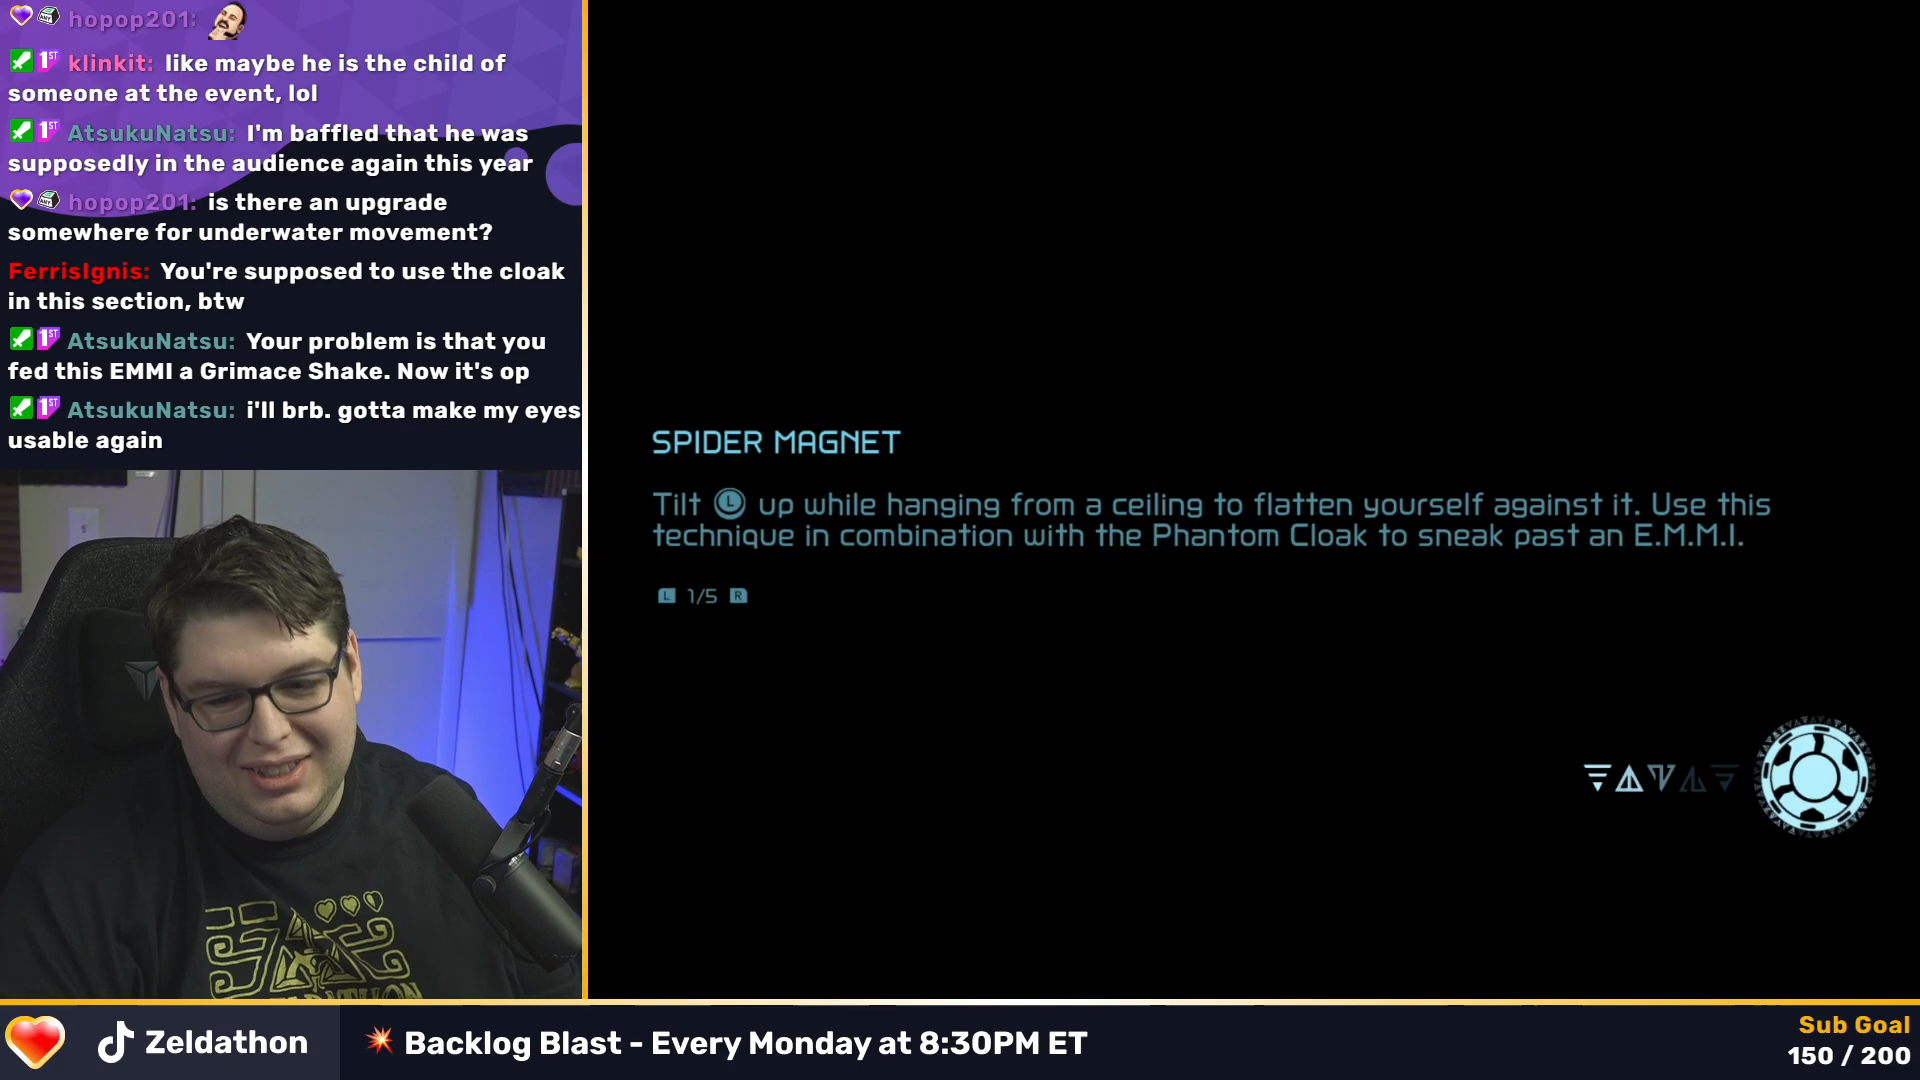 hopop201:
1ST klinkit: like maybe he is the child of
someone at the event, lol
1ST AtsukuNatsu: I'm baffled that he was
supposedly in the audience again this year
hopop201: is there an upgrade
somewhere for underwater movement?
FerrisIgnis: You're supposed to use the cloak
in this section, btw
1ST AtsukuNatsu: Your problem is that you
fed this EMMI a Grimace Shake. Now it's op
1ST AtsukuNatsu: i'll brb. gotta make my eyes
usable again
SPIDER MAGNET
Tilt L up while hanging from a ceiling to flatten yourself against it. Use this
technique in combination with the Phantom Cloak to sneak past an E.M.M.I.
L 1/5 R
Zeldathon
Backlog Blast - Every Monday at 8:30PM ET
Sub Goal
150 / 200